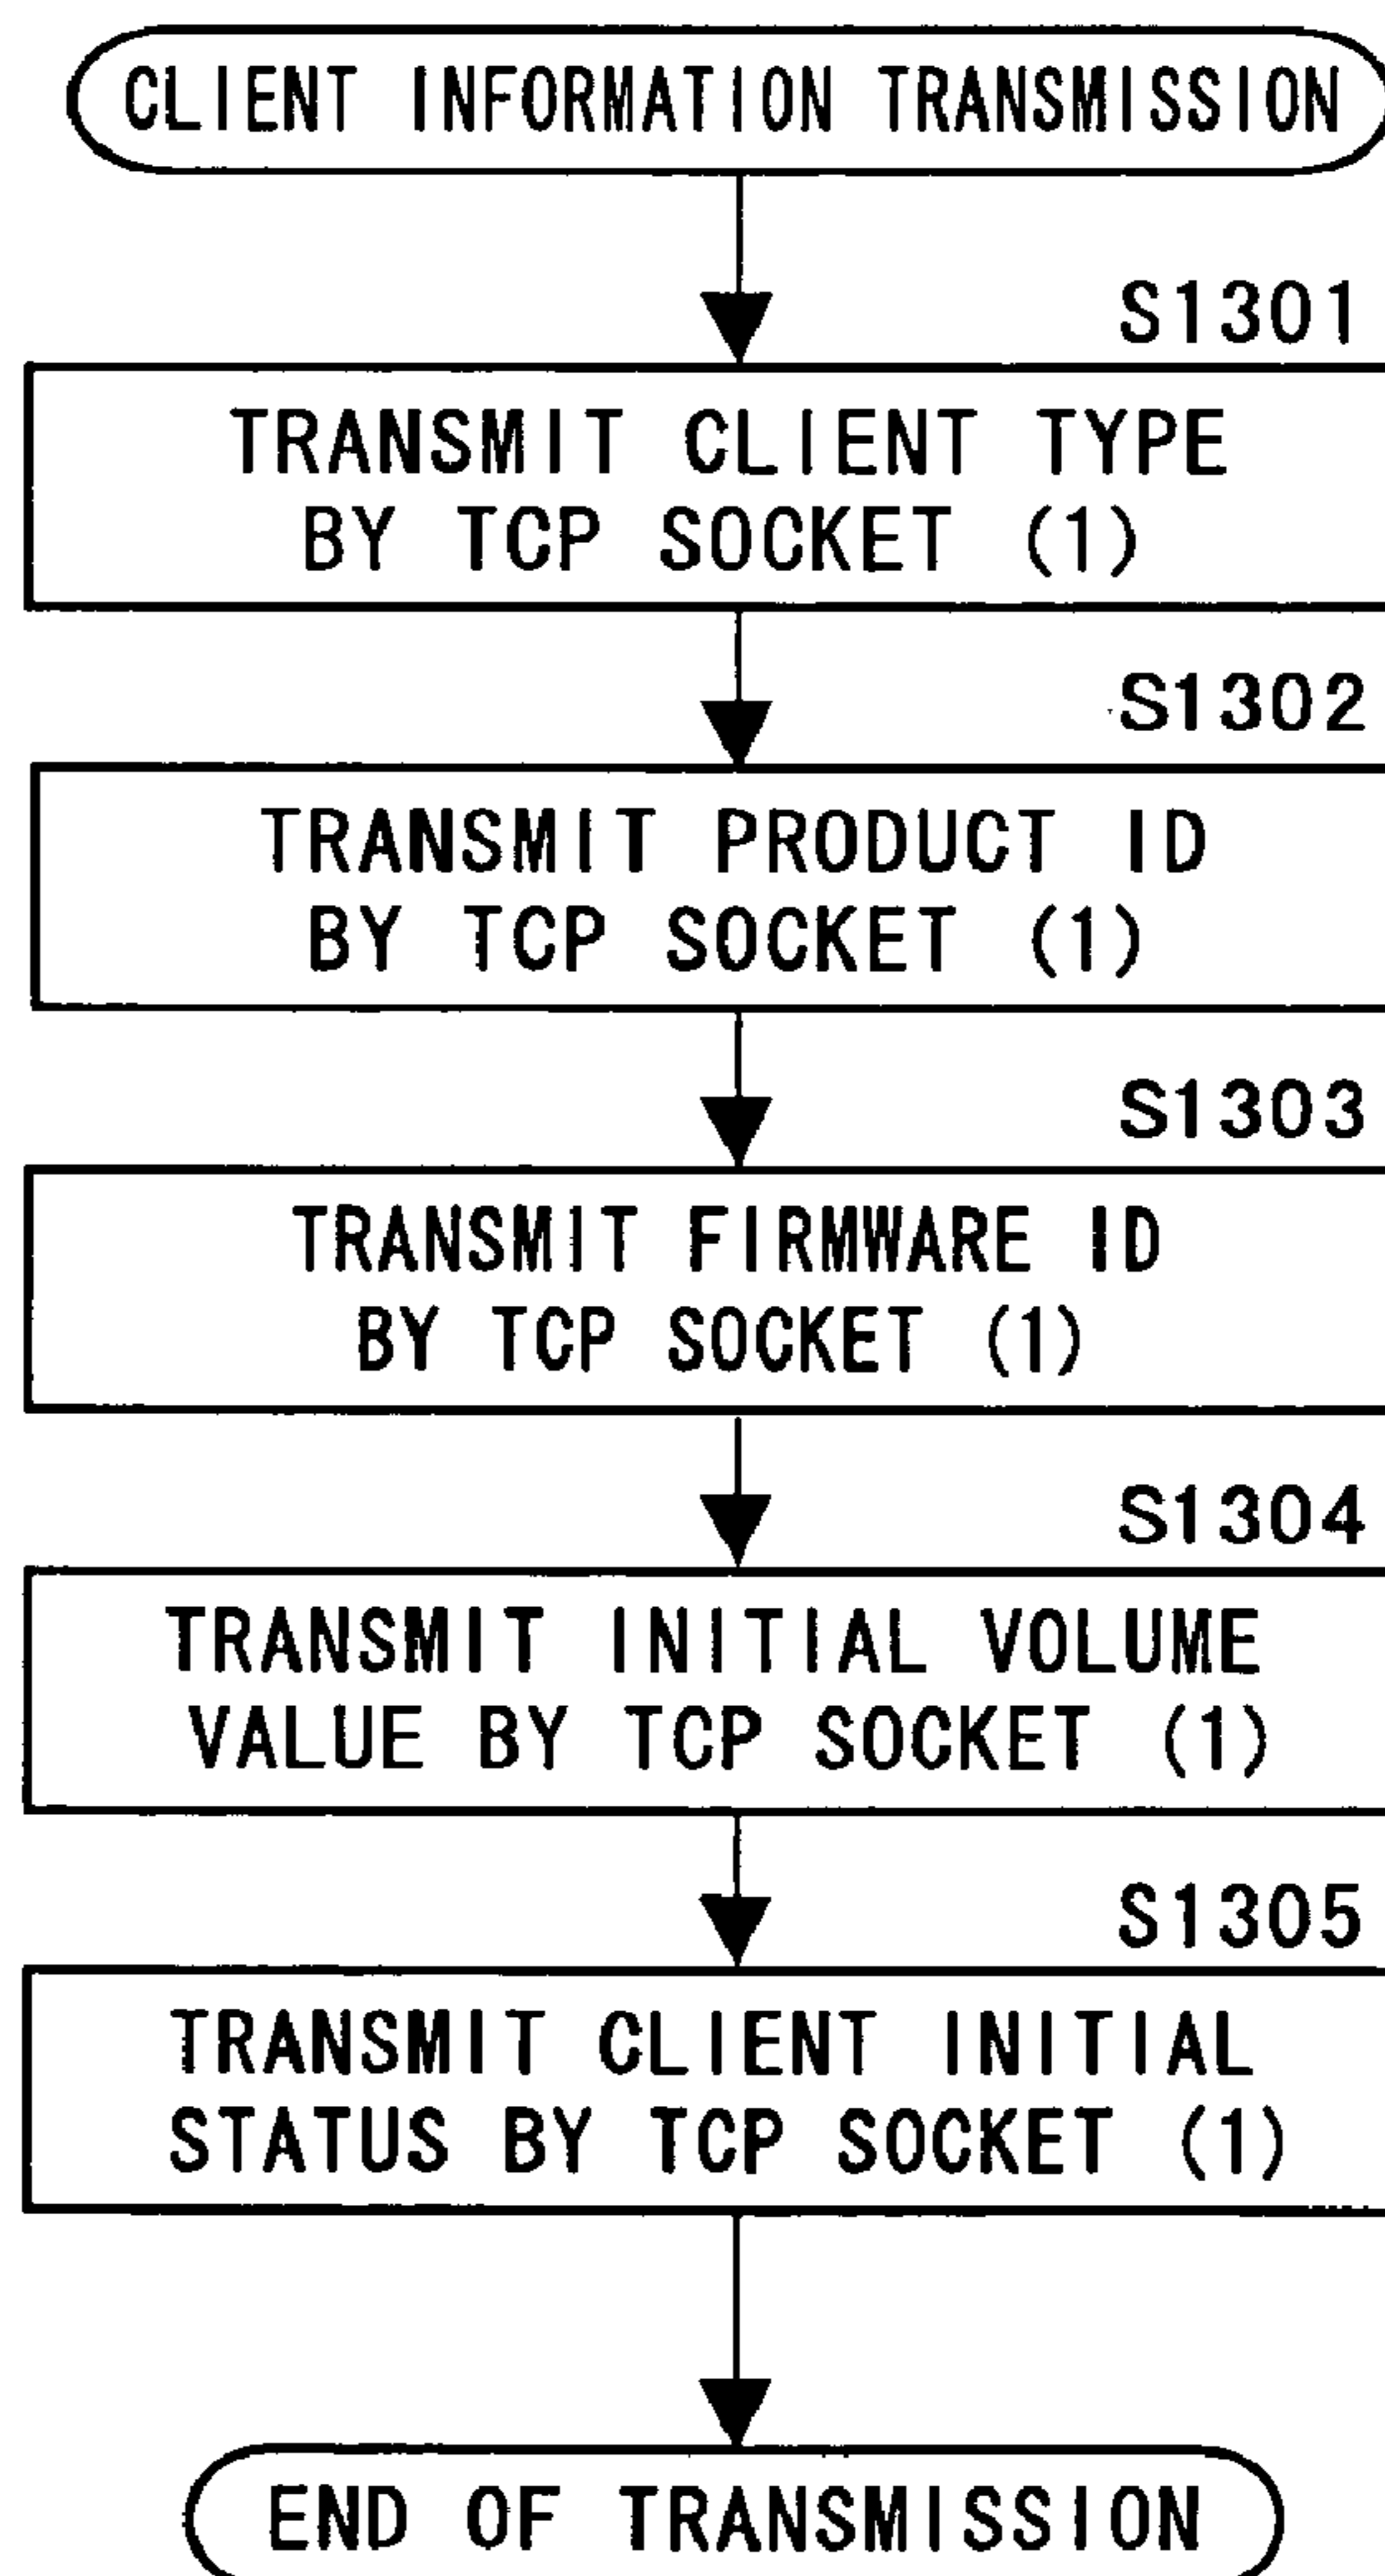 CLIENT INFORMATION TRANSMISSION
S1301
TRANSMIT CLIENT TYPE
BY TCP SOCKET (1)
S1302
TRANSMIT PRODUCT ID
BY TCP SOCKET (1)
S1303
TRANSMIT FIRMWARE ID
BY TCP SOCKET (1)
S1304
TRANSMIT INITIAL VOLUME
VALUE BY TCP SOCKET (1)
S1305
TRANSMIT CLIENT INITIAL
STATUS BY TCP SOCKET (1)
END OF TRANSMISSION